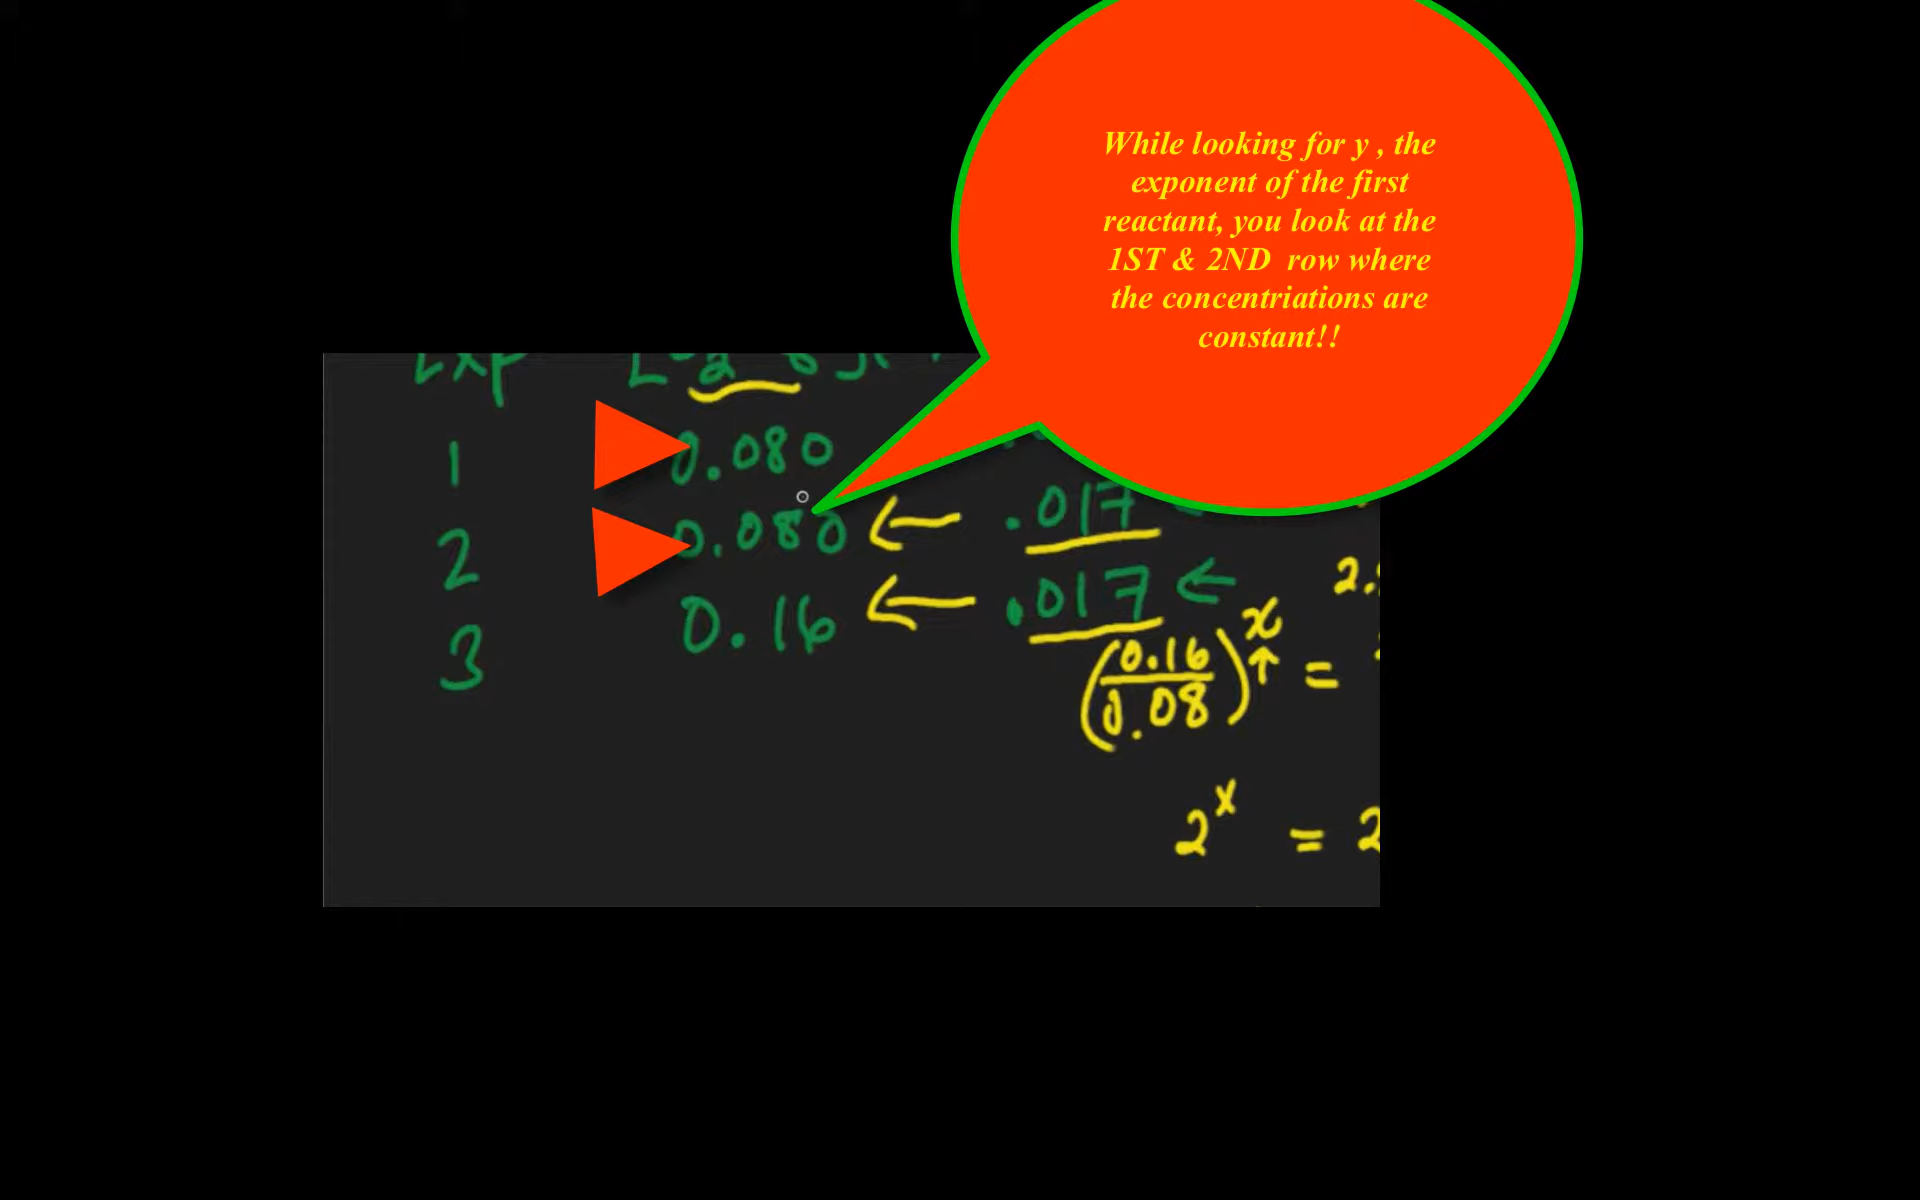 While looking for y , the
exponent of the first
reactant, you look at the
1ST & 2ND row where
the concentriations are
constant!!
Exp
1 0.080
2 0.080 ← .017
3 0.16 ← .017 ←
(0.16/0.08)^x =
2^x = 2